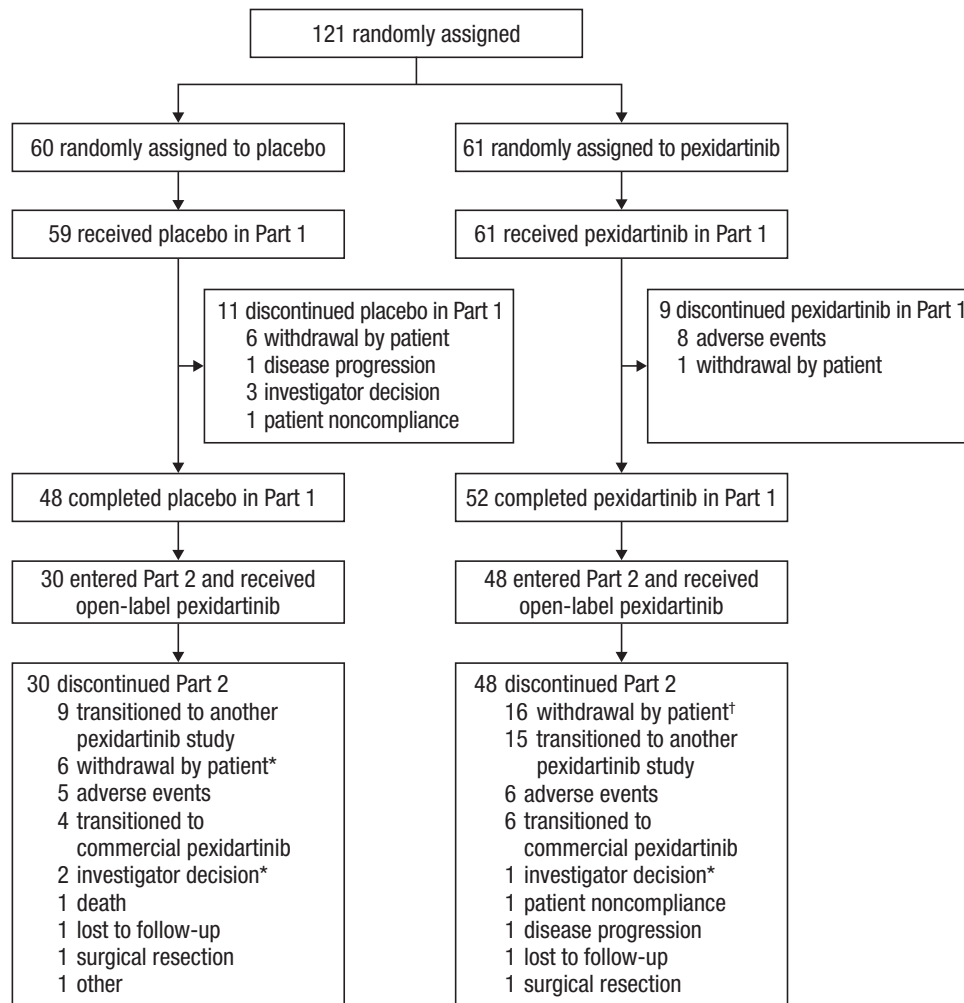 121 randomly assigned
60 randomly assigned to placebo
61 randomly assigned to pexidartinib
59 received placebo in Part 1
61 received pexidartinib in Part 1
11 discontinued placebo in Part 1
6 withdrawal by patient
1 disease progression
3 investigator decision
1 patient noncompliance
9 discontinued pexidartinib in Part 1
8 adverse events
1 withdrawal by patient
48 completed placebo in Part 1
52 completed pexidartinib in Part 1
30 entered Part 2 and received
open-label pexidartinib
48 entered Part 2 and received
open-label pexidartinib
30 discontinued Part 2
9 transitioned to another
pexidartinib study
6 withdrawal by patient*
5 adverse events
4 transitioned to
commercial pexidartinib
2 investigator decision*
1 death
1 lost to follow-up
1 surgical resection
1 other
48 discontinued Part 2
16 withdrawal by patient†
15 transitioned to another
pexidartinib study
6 adverse events
6 transitioned to
commercial pexidartinib
1 investigator decision*
1 patient noncompliance
1 disease progression
1 lost to follow-up
1 surgical resection